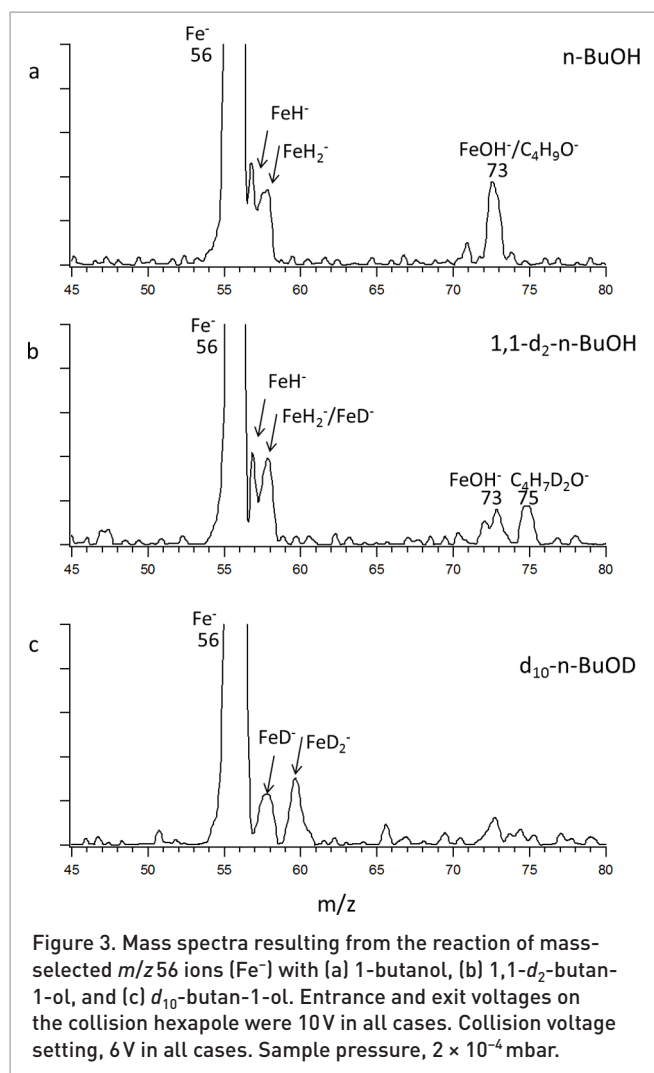 a
Fe⁻
56
n-BuOH
FeH⁻
FeH₂⁻
FeOH⁻/C₄H₉O⁻
73
45 50 55 60 65 70 75 80
b
Fe⁻
56
1,1-d₂-n-BuOH
FeH⁻
FeH₂⁻/FeD⁻
FeOH⁻ C₄H₇D₂O⁻
73 75
45 50 55 60 65 70 75 80
c
Fe⁻
56
d₁₀-n-BuOD
FeD⁻
FeD₂⁻
45 50 55 60 65 70 75 80
m/z
Figure 3. Mass spectra resulting from the reaction of mass-
selected m/z 56 ions (Fe⁻) with (a) 1-butanol, (b) 1,1-d₂-butan-
1-ol, and (c) d₁₀-butan-1-ol. Entrance and exit voltages on
the collision hexapole were 10 V in all cases. Collision voltage
setting, 6 V in all cases. Sample pressure, 2 × 10⁻⁴ mbar.